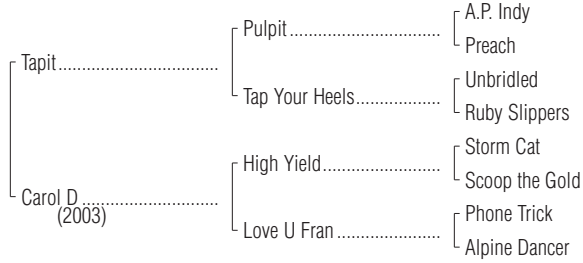 A.P. Indy
Pulpit
Preach
Tapit
Unbridled
Tap Your Heels
Ruby Slippers
Storm Cat
High Yield
Scoop the Gold
Carol D
(2003)
Phone Trick
Love U Fran
Alpine Dancer